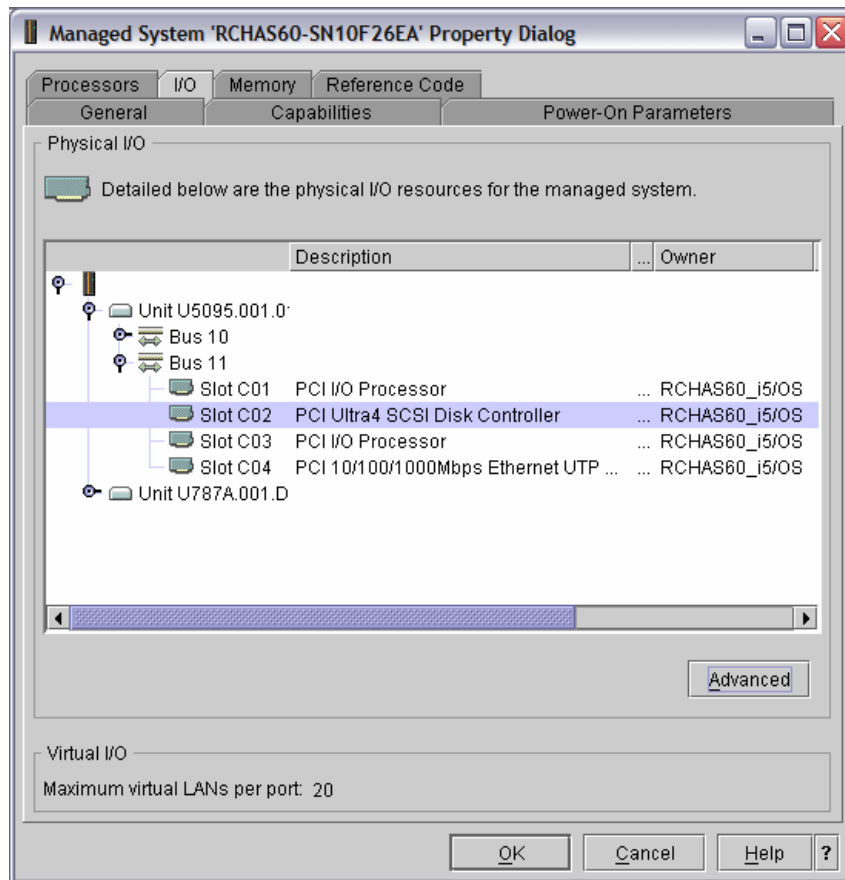 Managed System 'RCHAS60-SN10F26EA' Property Dialog
Processors I/O Memory Reference Code
General Capabilities Power-On Parameters
Physical I/O
Detailed below are the physical I/O resources for the managed system.
Description ... Owner
Unit U5095.001.0
Bus 10
Bus 11
Slot C01 PCI I/O Processor ... RCHAS60_i5/OS
Slot C02 PCI Ultra4 SCSI Disk Controller ... RCHAS60_i5/OS
Slot C03 PCI I/O Processor ... RCHAS60_i5/OS
Slot C04 PCI 10/100/1000Mbps Ethernet UTP ... ... RCHAS60_i5/OS
Unit U787A.001.D
Advanced
Virtual I/O
Maximum virtual LANs per port: 20
OK Cancel Help ?